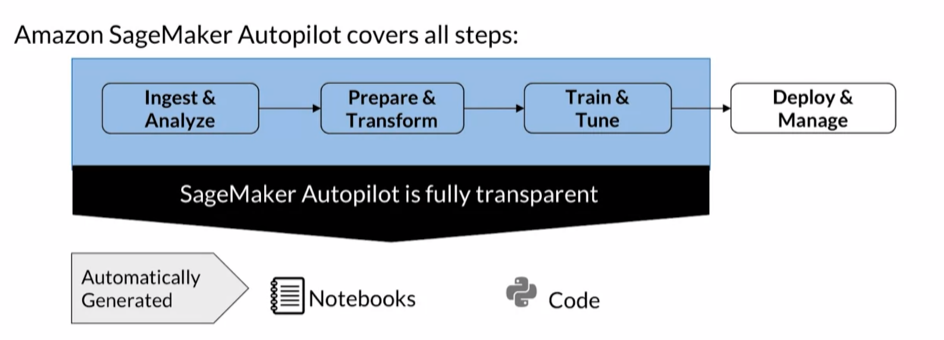 Amazon SageMaker Autopilot covers all steps:
Ingest &
Analyze
Prepare &
Transform
Train &
Tune
Deploy &
Manage
SageMaker Autopilot is fully transparent
Automatically
Generated
Notebooks
Code